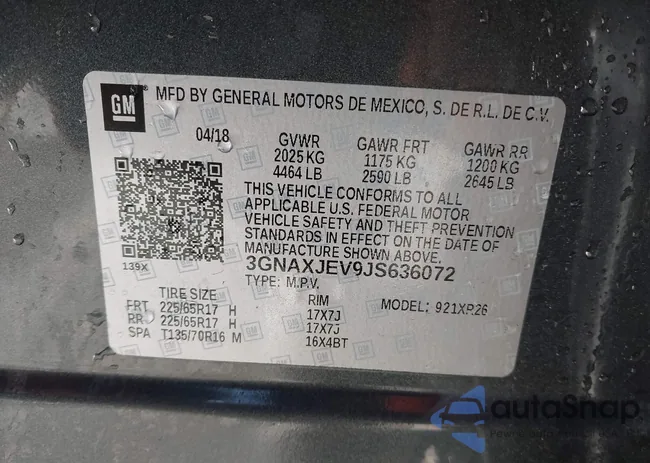 GM MFD BY GENERAL MOTORS DE MEXICO, S. DE R.L. DE C.V.
04/18 GVWR GAWR FRT GAWR RR
2025 KG 1175 KG 1200 KG
4464 LB 2590 LB 2645 LB
THIS VEHICLE CONFORMS TO ALL
APPLICABLE U.S. FEDERAL MOTOR
VEHICLE SAFETY AND THEFT PREVENTION
STANDARDS IN EFFECT ON THE DATE OF
MANUFACTURE SHOWN ABOVE.
139X 3GNAXJEV9JS636072
TYPE: M.P.V.
TIRE SIZE RIM MODEL: 921XR26
FRT 225/65R17 H 17X7J
RR 225/65R17 H 17X7J
SPA T135/70R16 M 16X4BT
autoSnap